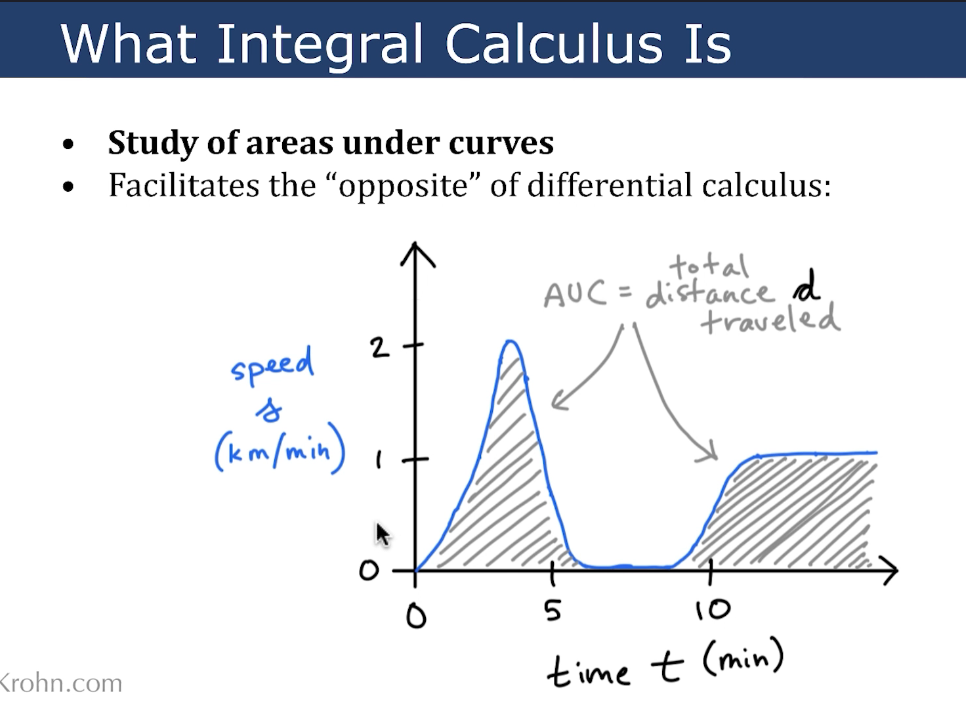 What Integral Calculus Is
• Study of areas under curves
• Facilitates the “opposite” of differential calculus:
total
AUC = distance d
traveled
2
speed
s
(km/min)
1
0
0 5 10
time t (min)
Krohn.com